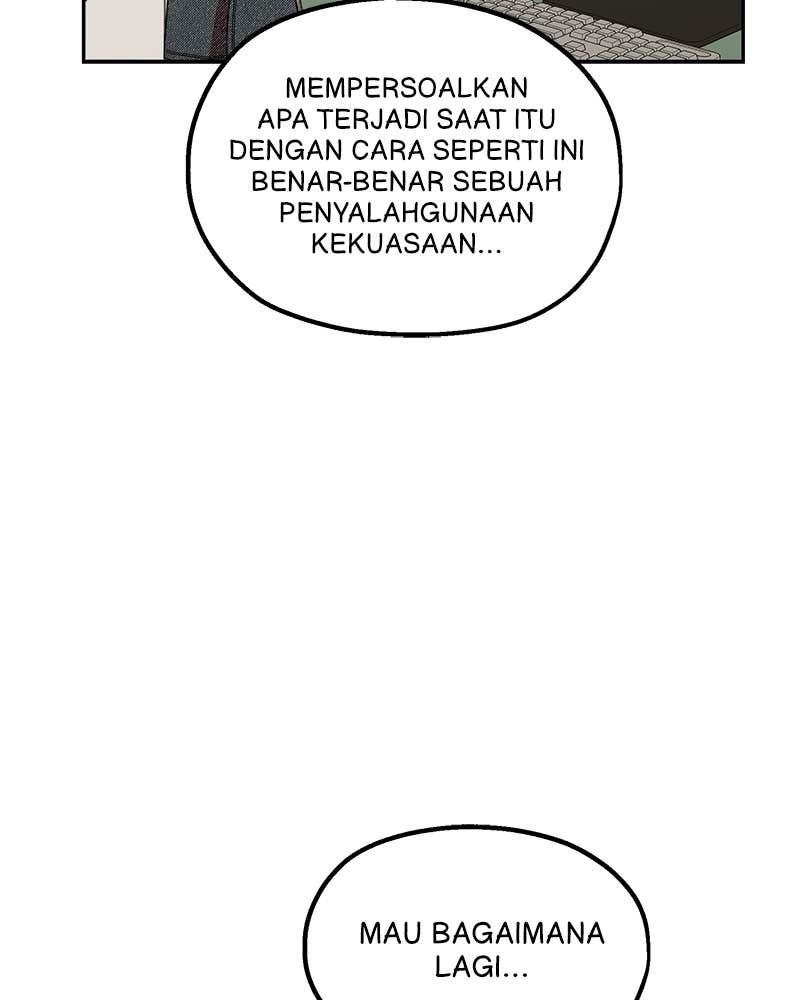 MEMPERSOALKAN
APA TERJADI SAAT ITU
DENGAN CARA SEPERTI INI
BENAR-BENAR SEBUAH
PENYALAHGUNAAN
KEKUASAAN...
MAU BAGAIMANA
LAGI...